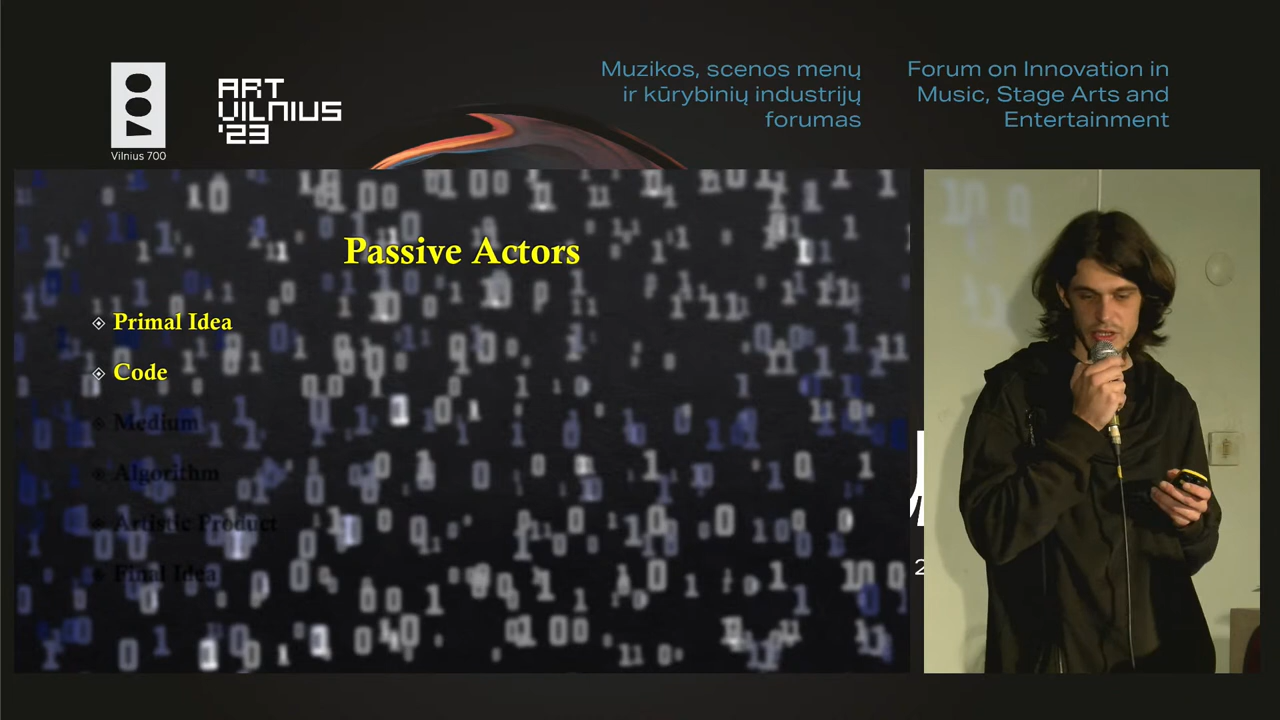 Vilnius 700
ART
VILNIUS
'23
Muzikos, scenos menų
ir kūrybinių industrijų
forumas
Forum on Innovation in
Music, Stage Arts and
Entertainment
Passive Actors
Primal Idea
Code
Medium
Algorithm
Artistic Product
Final Idea